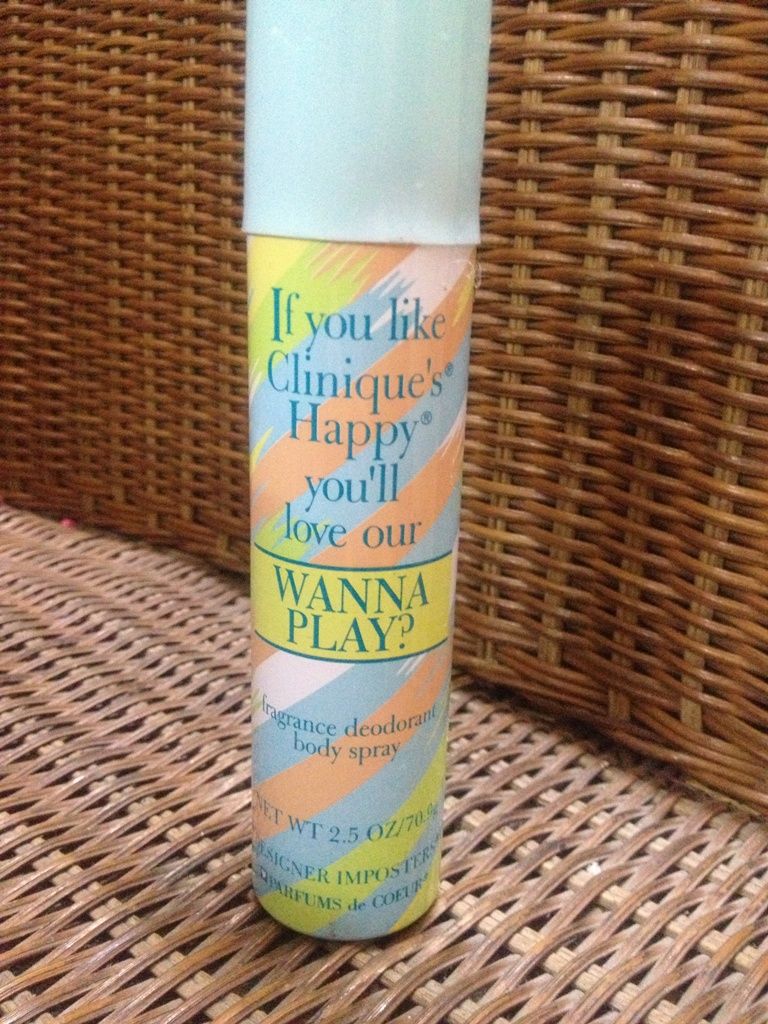 If you like
Clinique's®
Happy®
you'll
love our
WANNA
PLAY?
fragrance deodorant
body spray
NET WT 2.5 OZ/70.9g
DESIGNER IMPOSTERS
PARFUMS de COEUR